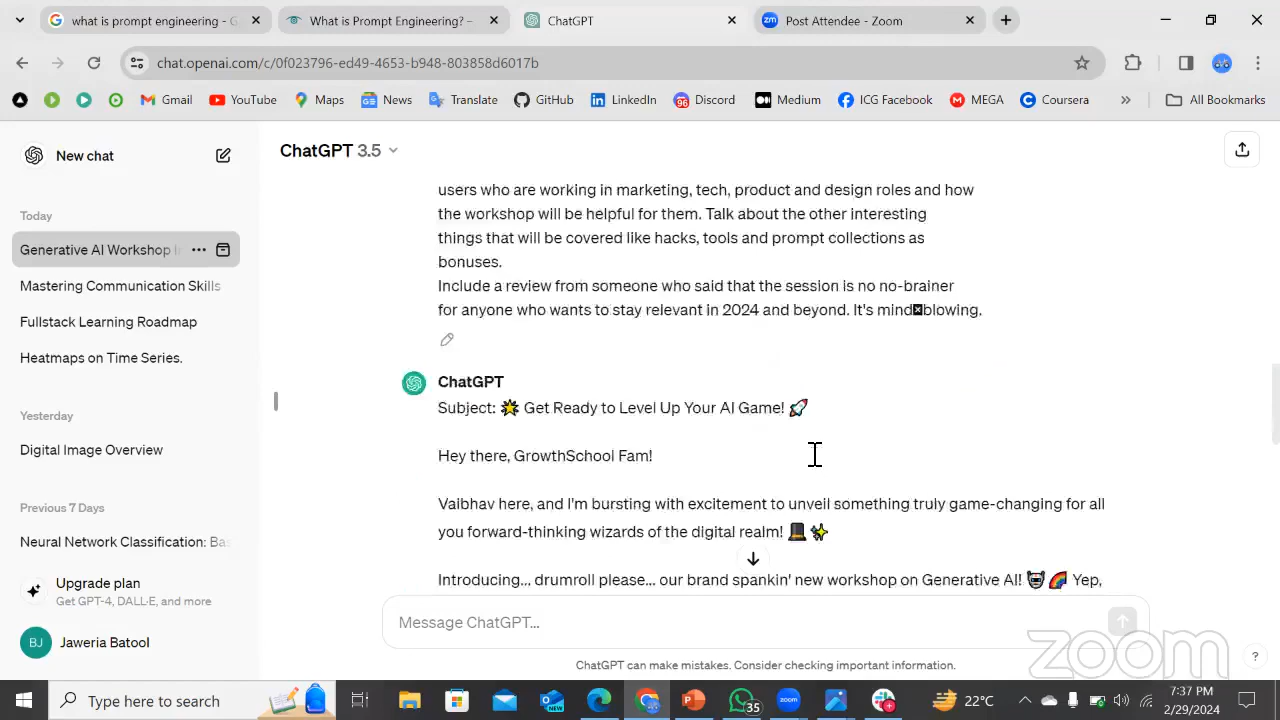 what is prompt engineering - G
What is Prompt Engineering? –
ChatGPT
Post Attendee - Zoom
chat.openai.com/c/0f023796-ed49-4653-b948-803858d6017b
Gmail
YouTube
Maps
News
Translate
GitHub
LinkedIn
96
Discord
Medium
ICG Facebook
MEGA
Coursera
»
All Bookmarks
New chat
Today
Generative AI Workshop In
Mastering Communication Skills
Fullstack Learning Roadmap
Heatmaps on Time Series.
Yesterday
Digital Image Overview
Previous 7 Days
Neural Network Classification: Bas
Upgrade plan
Get GPT-4, DALL·E, and more
BJ
Jaweria Batool
ChatGPT 3.5
users who are working in marketing, tech, product and design roles and how
the workshop will be helpful for them. Talk about the other interesting
things that will be covered like hacks, tools and prompt collections as
bonuses.
Include a review from someone who said that the session is no no-brainer
for anyone who wants to stay relevant in 2024 and beyond. It's mind blowing.
ChatGPT
Subject: 🌟 Get Ready to Level Up Your AI Game! 🚀
Hey there, GrowthSchool Fam!
Vaibhav here, and I'm bursting with excitement to unveil something truly game-changing for all
you forward-thinking wizards of the digital realm! 🎩✨
Introducing... drumroll please... our brand spankin' new workshop on Generative AI! 🤖🌈 Yep,
Message ChatGPT...
ChatGPT can make mistakes. Consider checking important information.
zoom
?
Type here to search
NEW
35
zoom
22°C
7:37 PM
2/29/2024